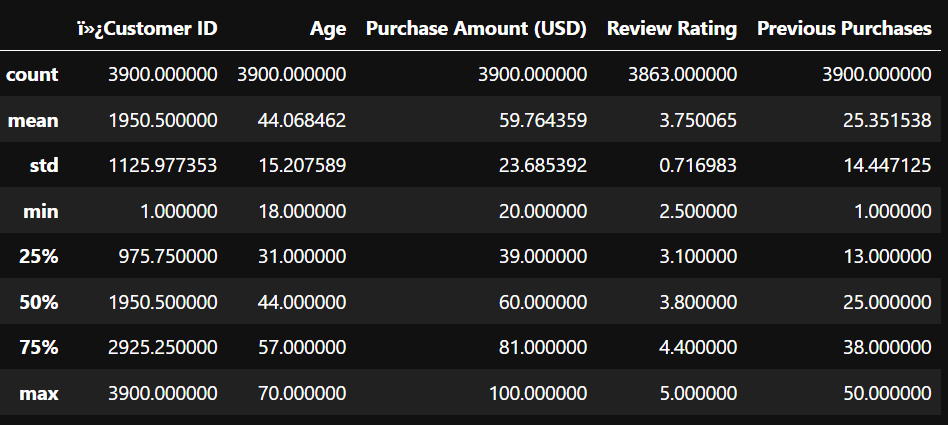 ï»¿Customer ID Age Purchase Amount (USD) Review Rating Previous Purchases
count 3900.000000 3900.000000 3900.000000 3863.000000 3900.000000
mean 1950.500000 44.068462 59.764359 3.750065 25.351538
std 1125.977353 15.207589 23.685392 0.716983 14.447125
min 1.000000 18.000000 20.000000 2.500000 1.000000
25% 975.750000 31.000000 39.000000 3.100000 13.000000
50% 1950.500000 44.000000 60.000000 3.800000 25.000000
75% 2925.250000 57.000000 81.000000 4.400000 38.000000
max 3900.000000 70.000000 100.000000 5.000000 50.000000